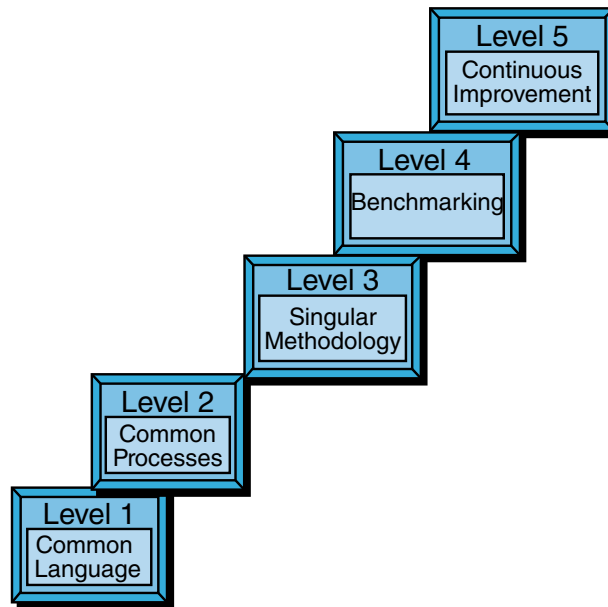 Level 5
Continuous
Improvement
Level 4
Benchmarking
Level 3
Singular
Methodology
Level 2
Common
Processes
Level 1
Common
Language